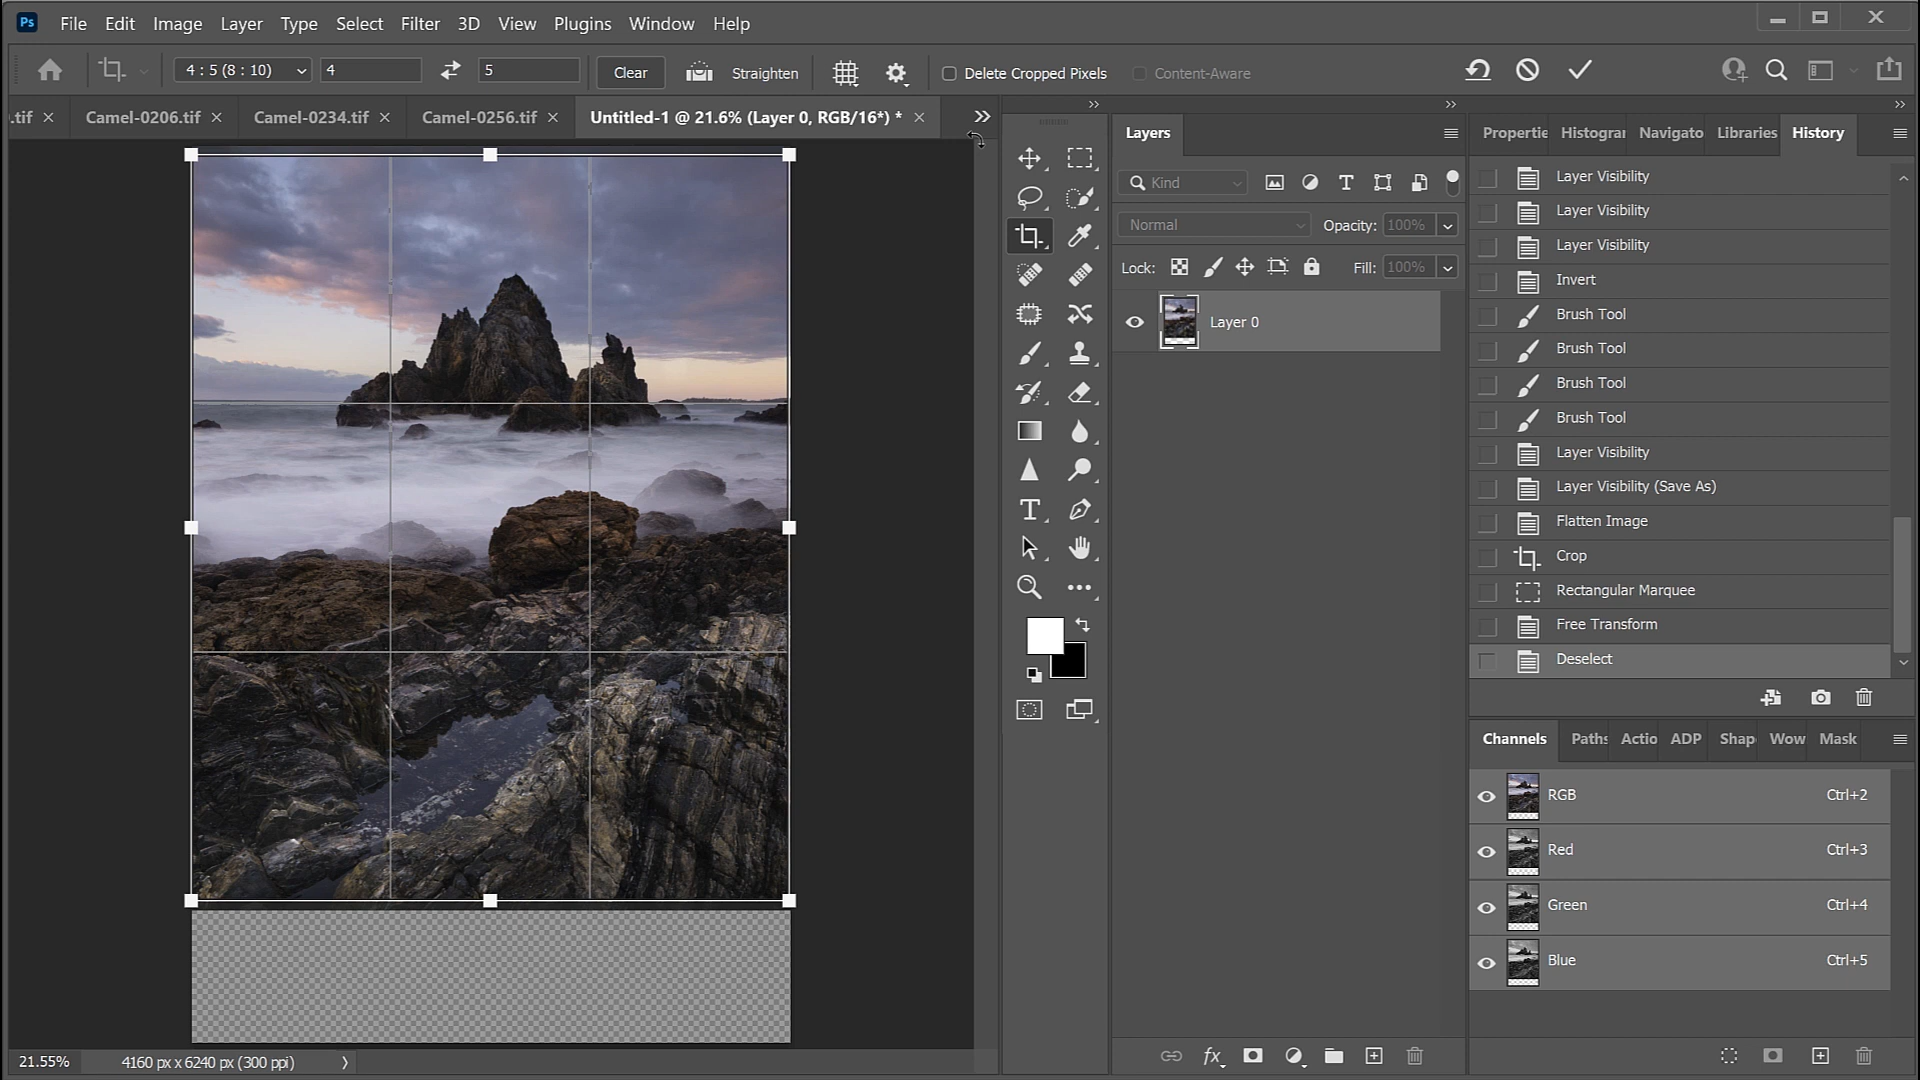 Ps File Edit Image Layer Type Select Filter 3D View Plugins Window Help
4 : 5 (8 : 10) 4 5 Clear Straighten Delete Cropped Pixels Content-Aware
.tif × Camel-0206.tif × Camel-0234.tif × Camel-0256.tif × Untitled-1 @ 21.6% (Layer 0, RGB/16*) * ×
Layers
Kind
Normal Opacity: 100%
Lock: Fill: 100%
Layer 0
Propertie Histogran Navigato Libraries History
Layer Visibility
Layer Visibility
Layer Visibility
Invert
Brush Tool
Brush Tool
Brush Tool
Brush Tool
Layer Visibility
Layer Visibility (Save As)
Flatten Image
Crop
Rectangular Marquee
Free Transform
Deselect
Channels Paths Actio ADP Shap Wow Mask
RGB Ctrl+2
Red Ctrl+3
Green Ctrl+4
Blue Ctrl+5
21.55% 4160 px x 6240 px (300 ppi)